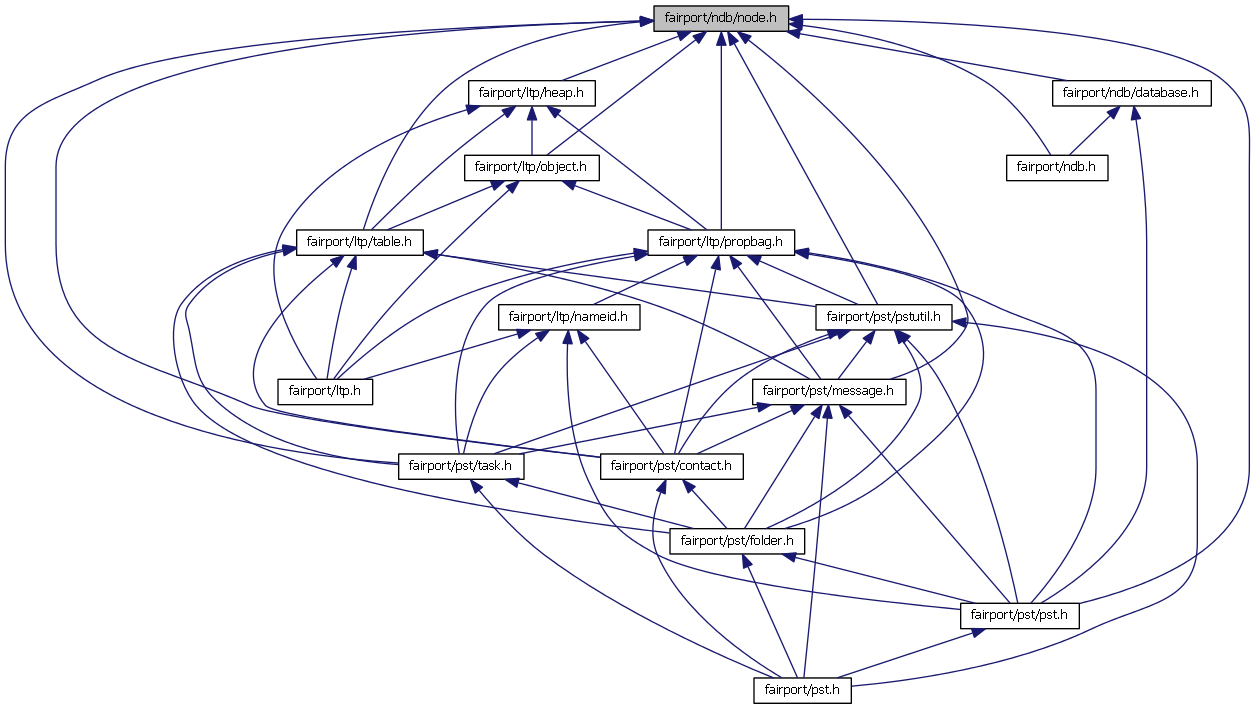 fairport/ndb/node.h
fairport/ltp/heap.h
fairport/ndb/database.h
fairport/ltp/object.h
fairport/ndb.h
fairport/ltp/table.h
fairport/ltp/propbag.h
fairport/ltp/nameid.h
fairport/pst/pstutil.h
fairport/ltp.h
fairport/pst/message.h
fairport/pst/task.h
fairport/pst/contact.h
fairport/pst/folder.h
fairport/pst/pst.h
fairport/pst.h